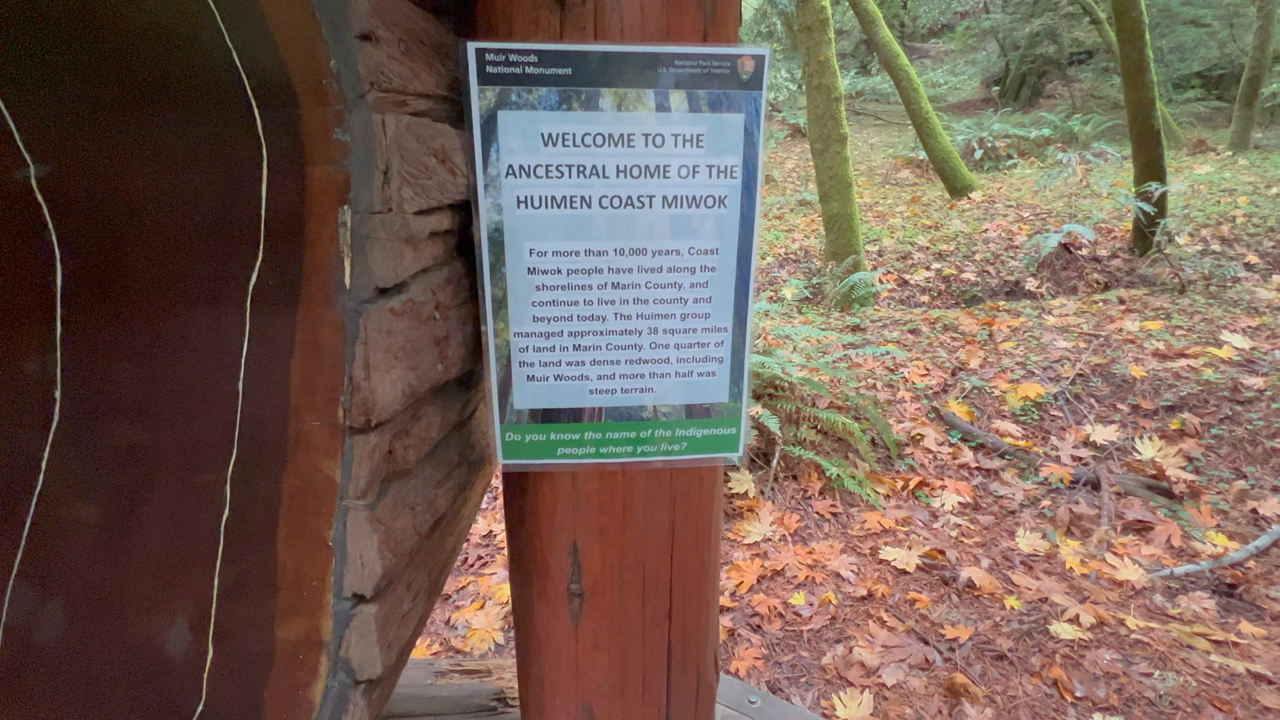 Muir Woods
National Monument
National Park Service
U.S. Department of Interior
WELCOME TO THE
ANCESTRAL HOME OF THE
HUIMEN COAST MIWOK
For more than 10,000 years, Coast
Miwok people have lived along the
shorelines of Marin County, and
continue to live in the county and
beyond today. The Huimen group
managed approximately 38 square miles
of land in Marin County. One quarter of
the land was dense redwood, including
Muir Woods, and more than half was
steep terrain.
Do you know the name of the Indigenous
people where you live?